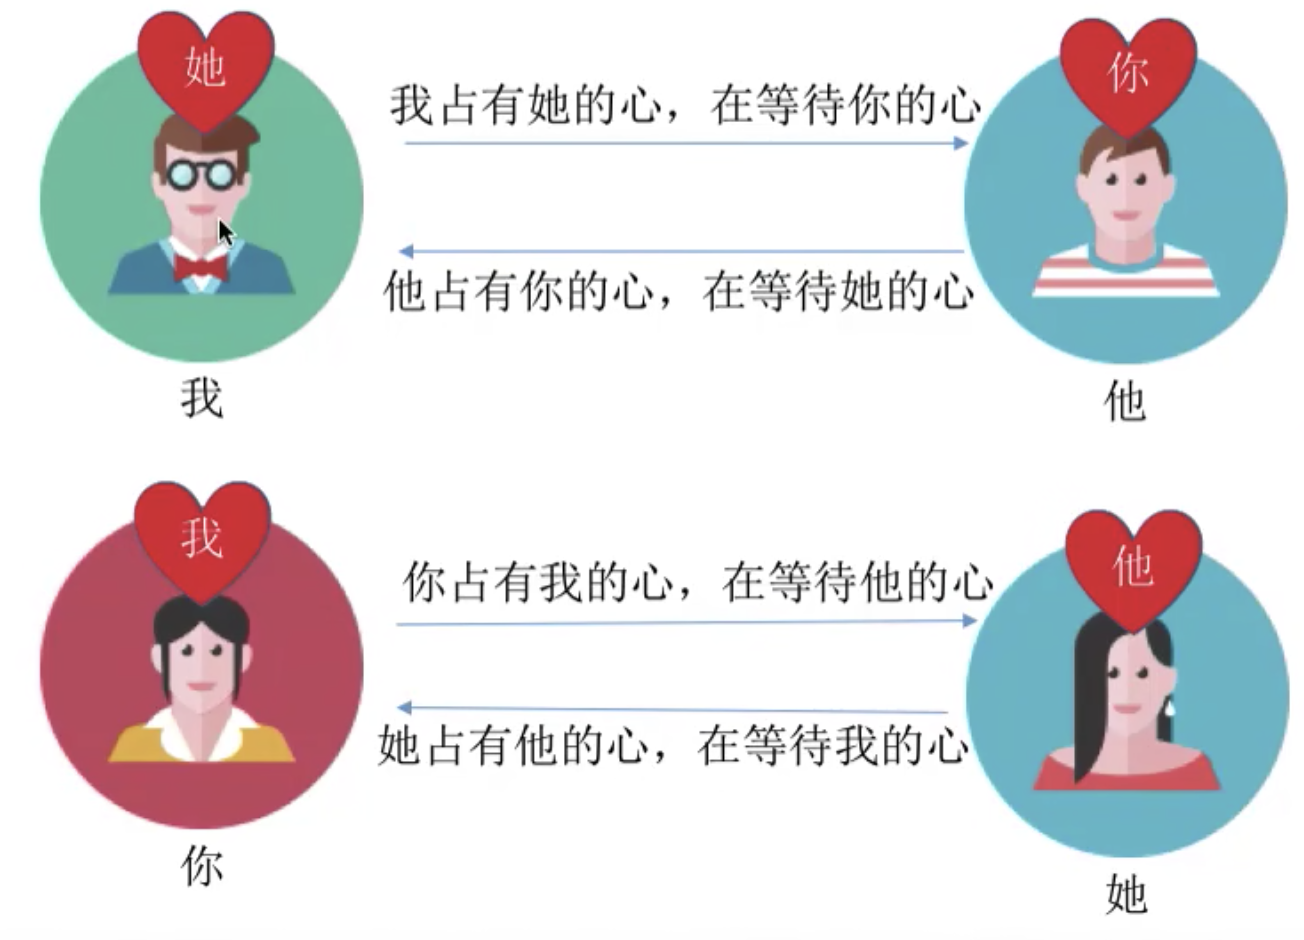 她
你
我占有她的心，在等待你的心
他占有你的心，在等待她的心
我
他
我
他
你占有我的心，在等待他的心
她占有他的心，在等待我的心
你
她